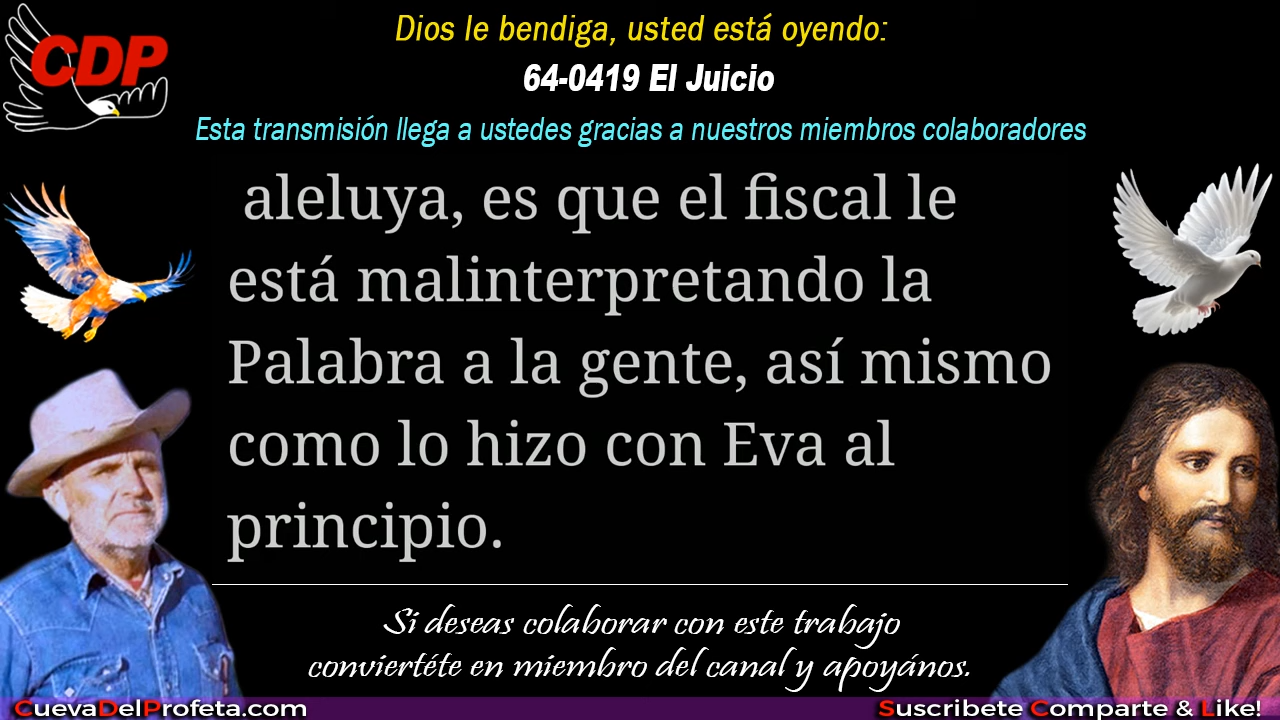 CDP
Dios le bendiga, usted está oyendo:
64-0419 El Juicio
Esta transmisión llega a ustedes gracias a nuestros miembros colaboradores
aleluya, es que el fiscal le
está malinterpretando la
Palabra a la gente, así mismo
como lo hizo con Eva al
principio.
Si deseas colaborar con este trabajo
conviertéte en miembro del canal y apoyános.
CuevaDelProfeta.com
Suscribete Comparte & Like!